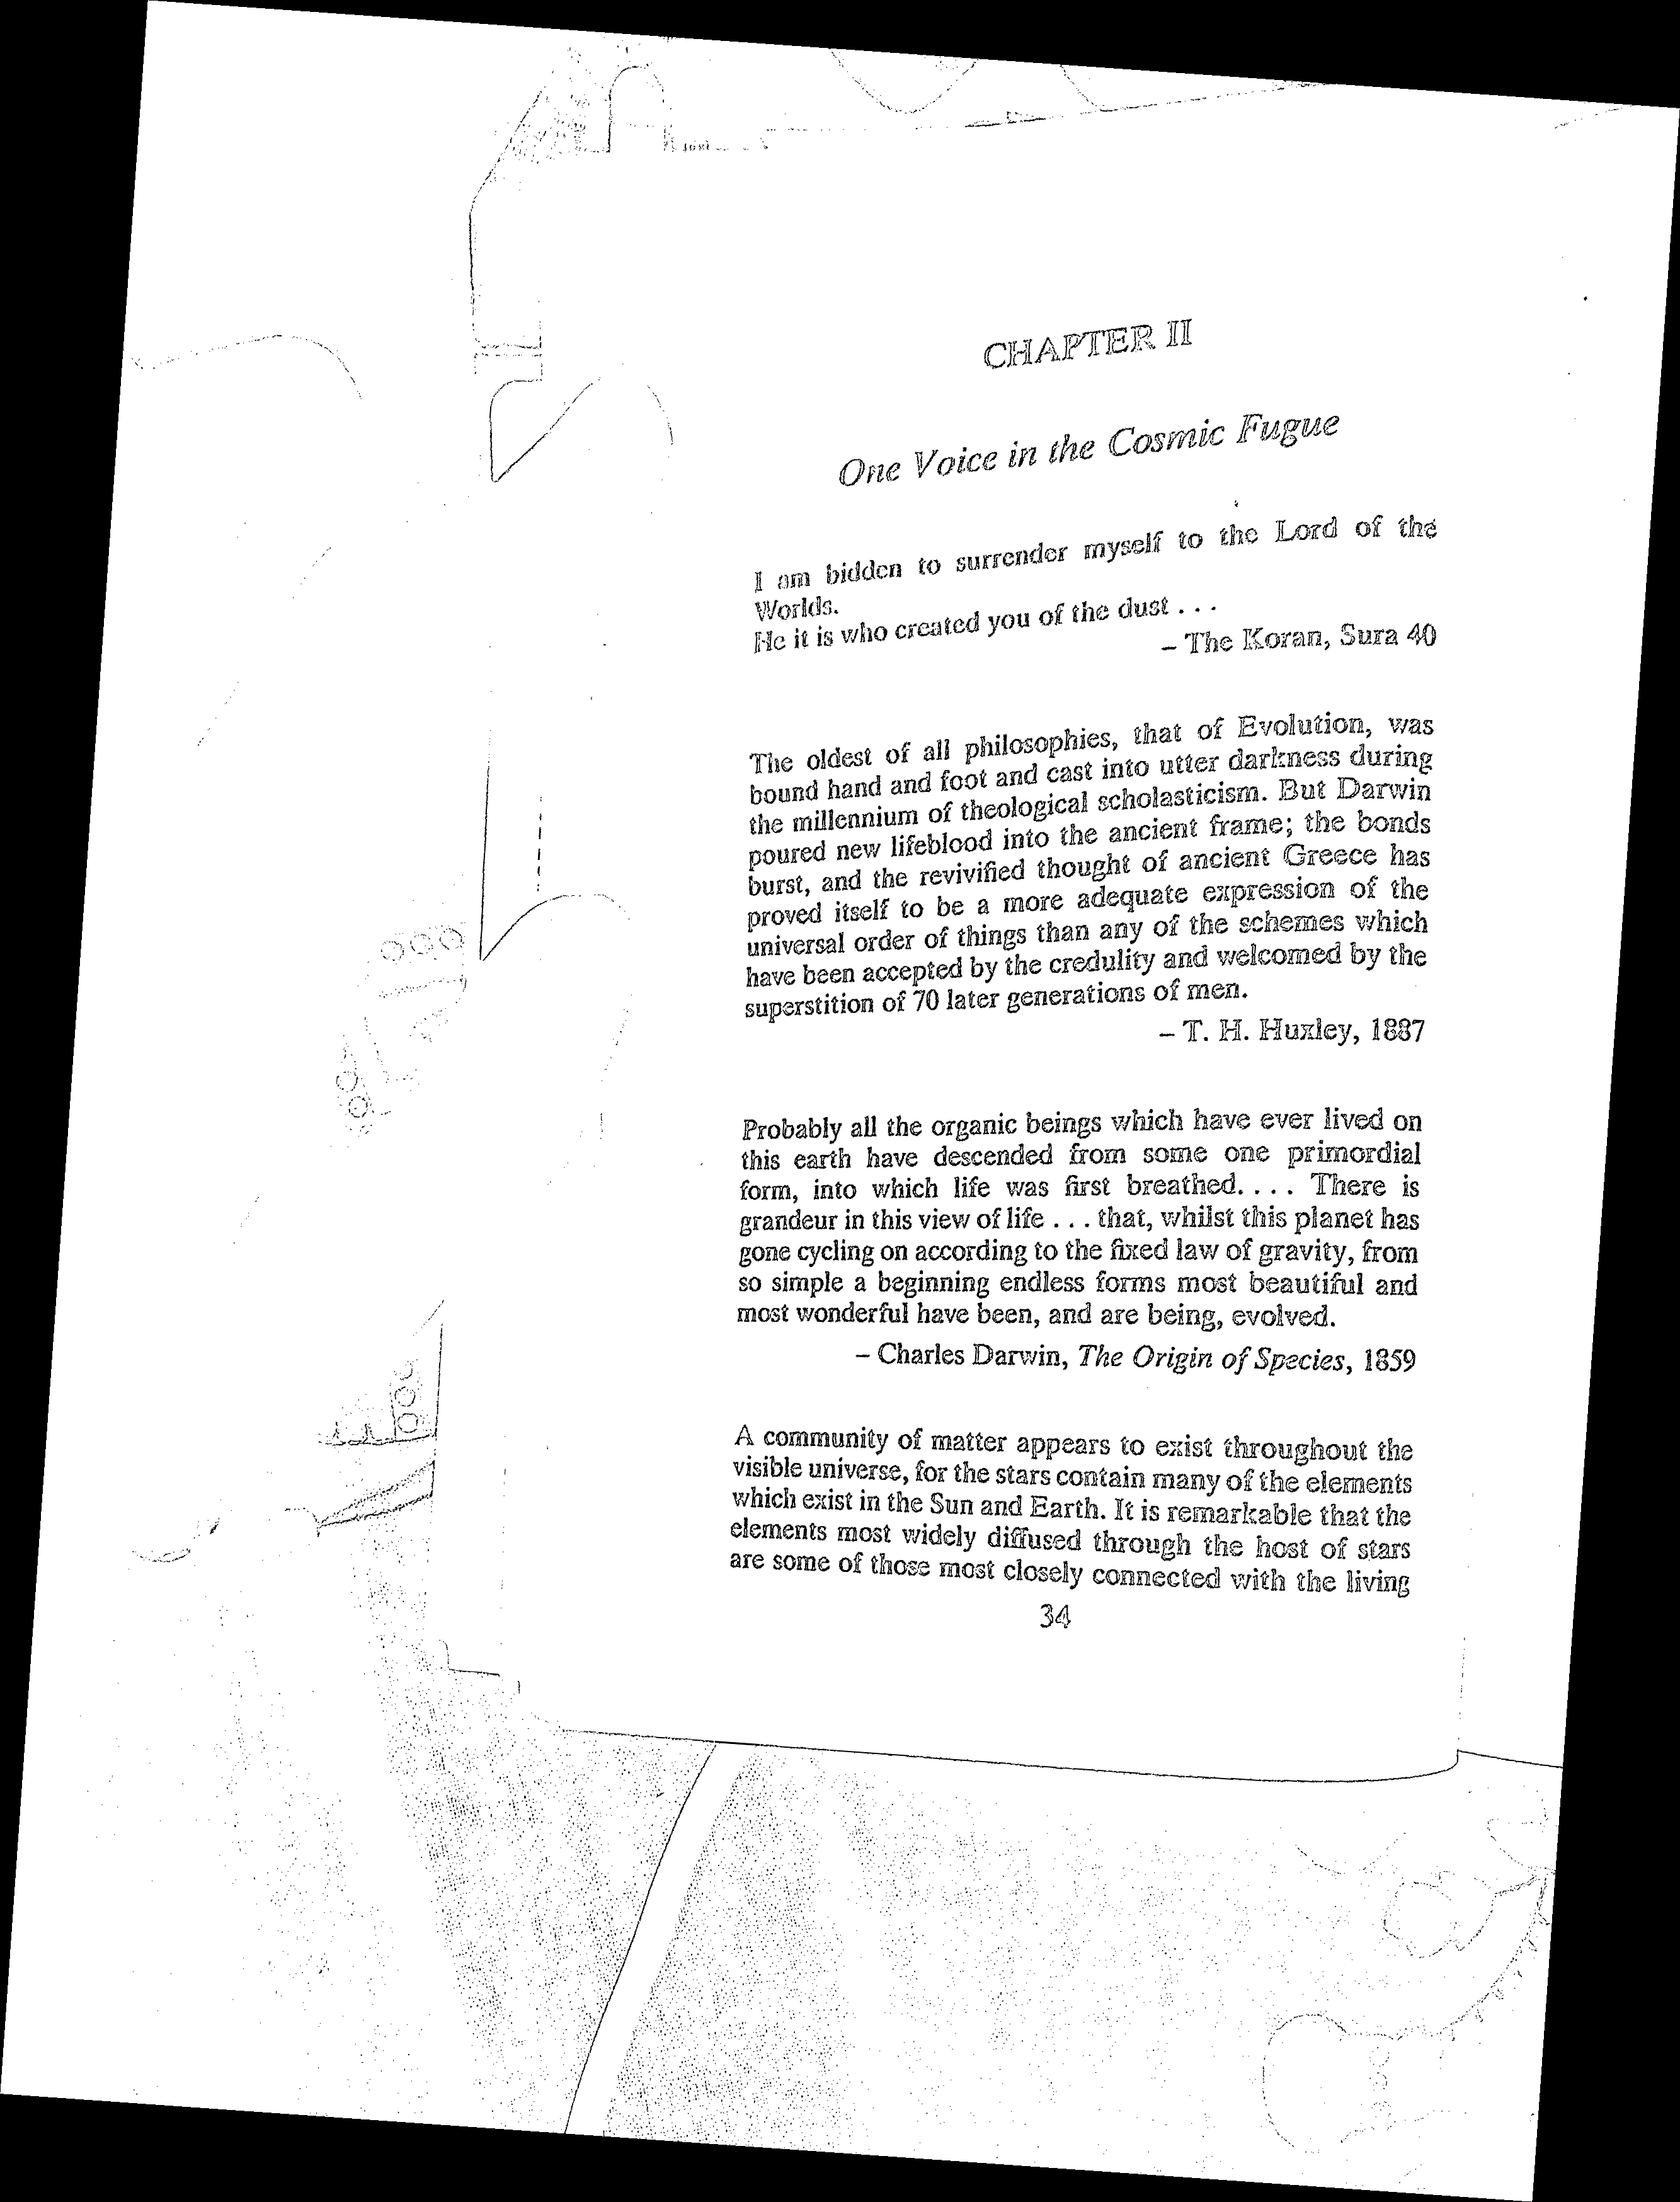 CHAPTER II
One Voice in the Cosmic Fugue
I am bidden to surrender myself to the Lord of the
Worlds.
He it is who created you of the dust . . .
– The Koran, Sura 40
The oldest of all philosophies, that of Evolution, was
bound hand and foot and cast into utter darkness during
the millennium of theological scholasticism. But Darwin
poured new lifeblood into the ancient frame; the bonds
burst, and the revivified thought of ancient Greece has
proved itself to be a more adequate expression of the
universal order of things than any of the schemes which
have been accepted by the credulity and welcomed by the
superstition of 70 later generations of men.
– T. H. Huxley, 1887
Probably all the organic beings which have ever lived on
this earth have descended from some one primordial
form, into which life was first breathed. . . . There is
grandeur in this view of life . . . that, whilst this planet has
gone cycling on according to the fixed law of gravity, from
so simple a beginning endless forms most beautiful and
most wonderful have been, and are being, evolved.
– Charles Darwin, The Origin of Species, 1859
A community of matter appears to exist throughout the
visible universe, for the stars contain many of the elements
which exist in the Sun and Earth. It is remarkable that the
elements most widely diffused through the host of stars
are some of those most closely connected with the living
34